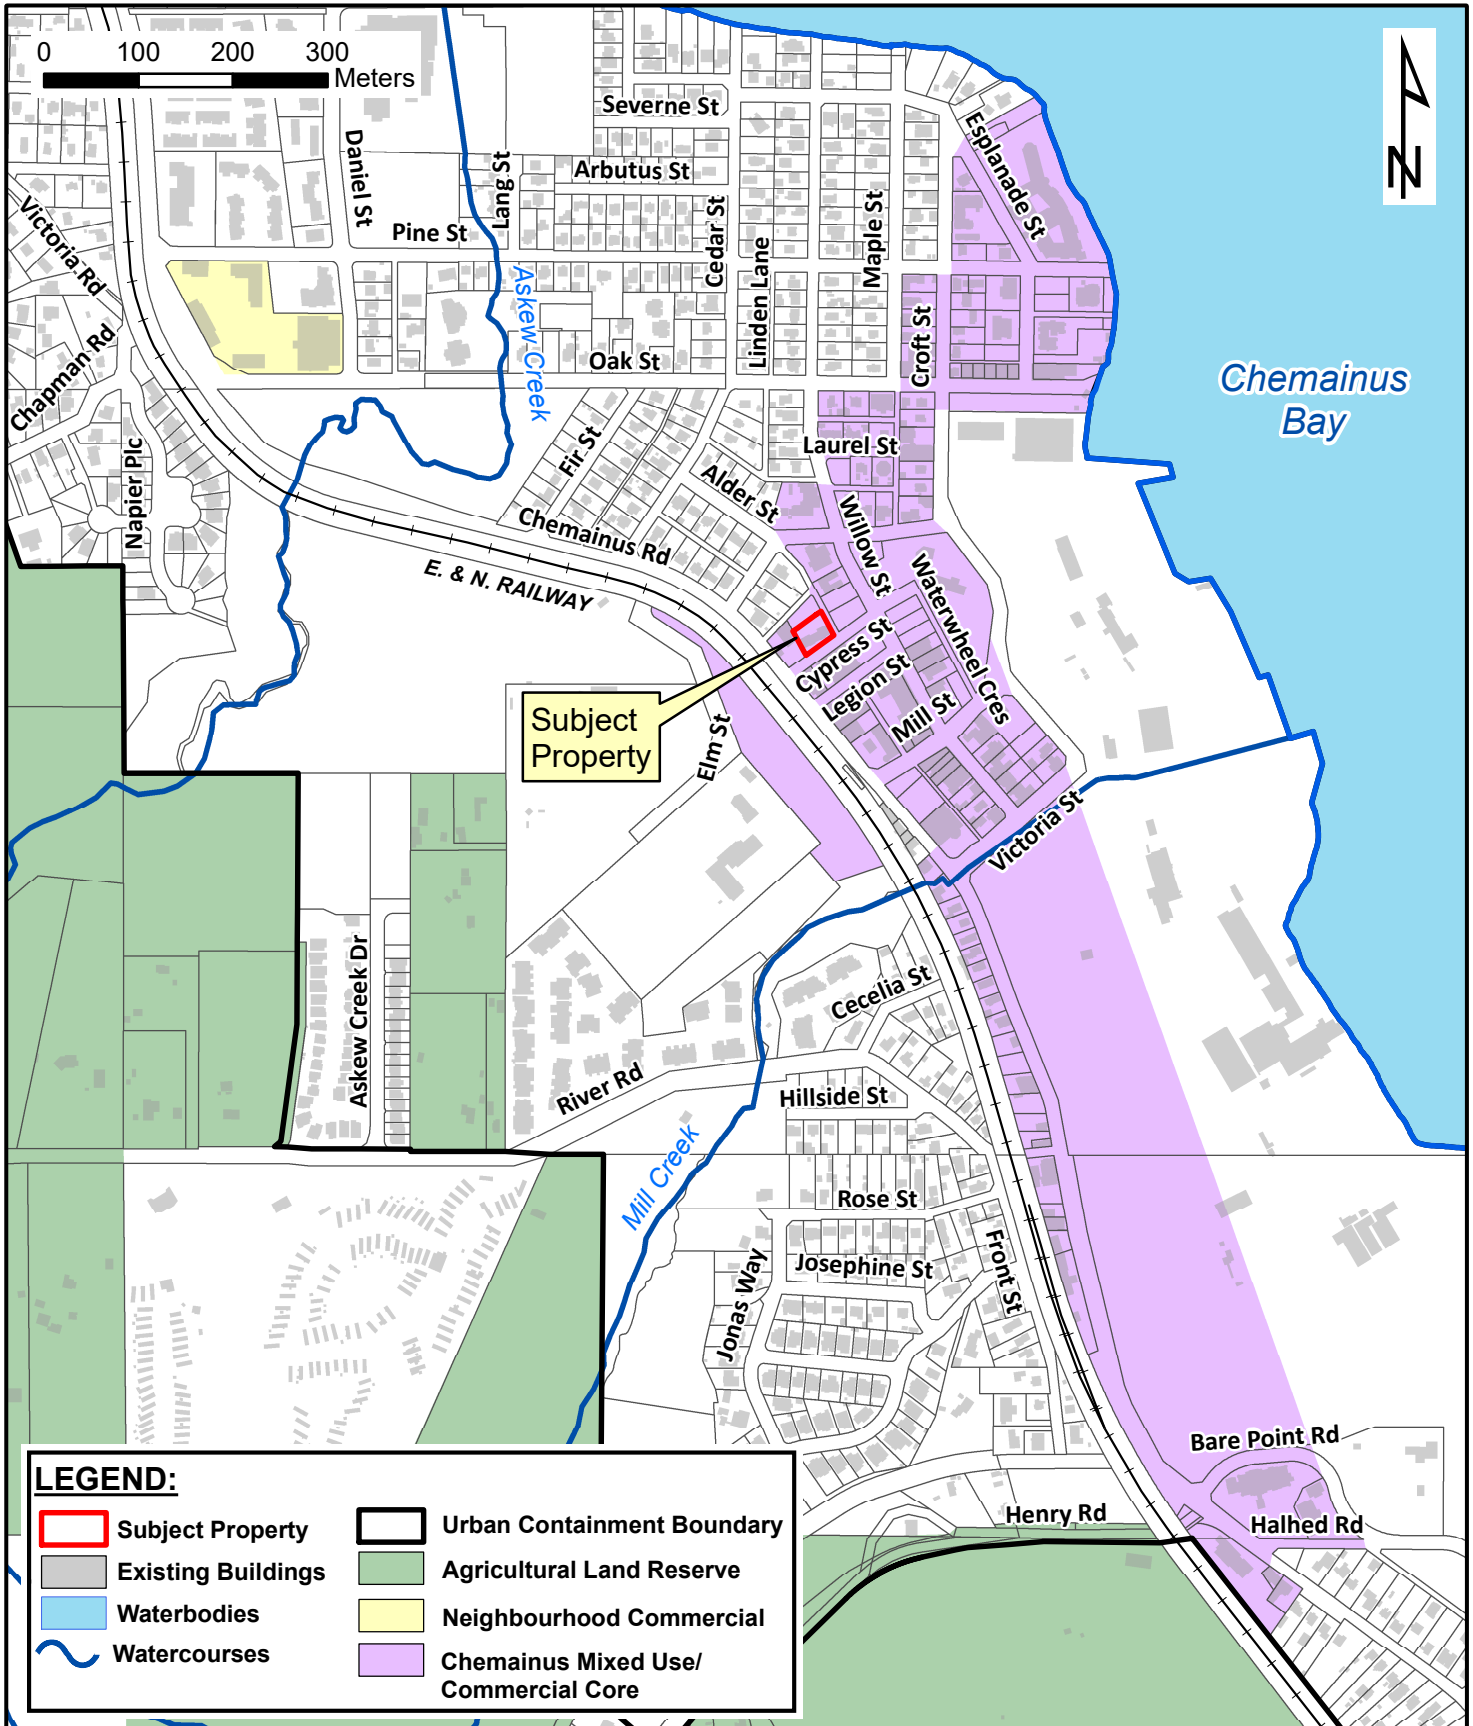 0 100 200 300
Meters
N
Severne St
Esplanade St
Daniel St
Lang St
Arbutus St
Victoria Rd
Pine St
Cedar St
Maple St
Linden Lane
Askew Creek
Croft St
Chapman Rd
Oak St
Chemainus
Bay
Napier Plc
Fir St
Laurel St
Alder St
Chemainus Rd
Willow St
E. & N. RAILWAY
Waterwheel Cres
Cypress St
Legion St
Mill St
Subject
Property
Elm St
Victoria St
Askew Creek Dr
Cecelia St
River Rd
Hillside St
Mill Creek
Rose St
Front St
Josephine St
Jonas Way
Bare Point Rd
Henry Rd
Halhed Rd
LEGEND:
Subject Property
Existing Buildings
Waterbodies
Watercourses
Urban Containment Boundary
Agricultural Land Reserve
Neighbourhood Commercial
Chemainus Mixed Use/
Commercial Core